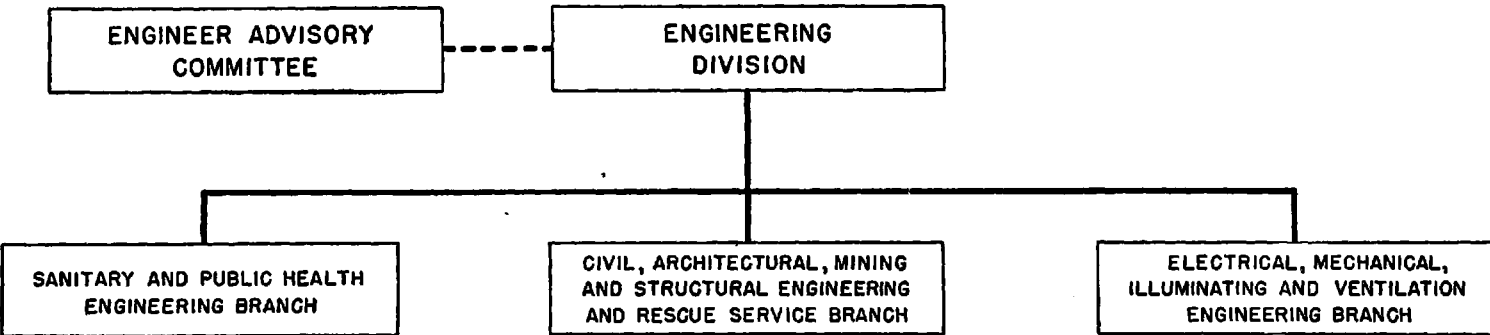 ENGINEER ADVISORY
COMMITTEE
ENGINEERING
DIVISION
SANITARY AND PUBLIC HEALTH
ENGINEERING BRANCH
CIVIL, ARCHITECTURAL, MINING
AND STRUCTURAL ENGINEERING
AND RESCUE SERVICE BRANCH
ELECTRICAL, MECHANICAL,
ILLUMINATING AND VENTILATION
ENGINEERING BRANCH